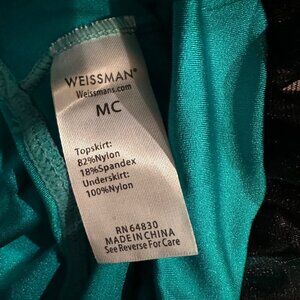 WEISSMAN®
Weissmans.com
MC
Topskirt:
82%Nylon
18%Spandex
Underskirt:
100%Nylon
RN 64830
MADE IN CHINA
See Reverse For Care